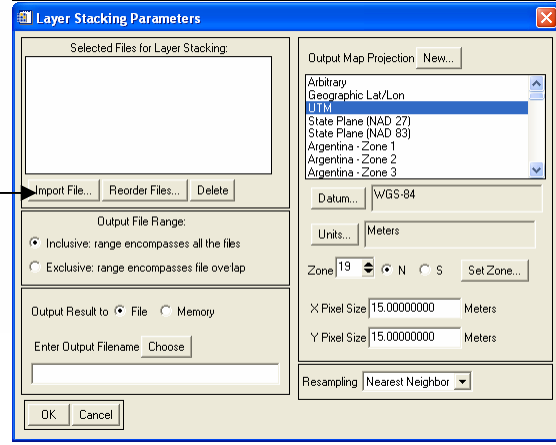 Layer Stacking Parameters
Selected Files for Layer Stacking:
Import File... Reorder Files... Delete
Output File Range:
Inclusive: range encompasses all the files
Exclusive: range encompasses file overlap
Output Result to File Memory
Enter Output Filename Choose
OK Cancel
Output Map Projection New...
Arbitrary
Geographic Lat/Lon
UTM
State Plane (NAD 27)
State Plane (NAD 83)
Argentina - Zone 1
Argentina - Zone 2
Argentina - Zone 3
Datum... WGS-84
Units... Meters
Zone 19 N S Set Zone...
X Pixel Size 15.00000000 Meters
Y Pixel Size 15.00000000 Meters
Resampling Nearest Neighbor